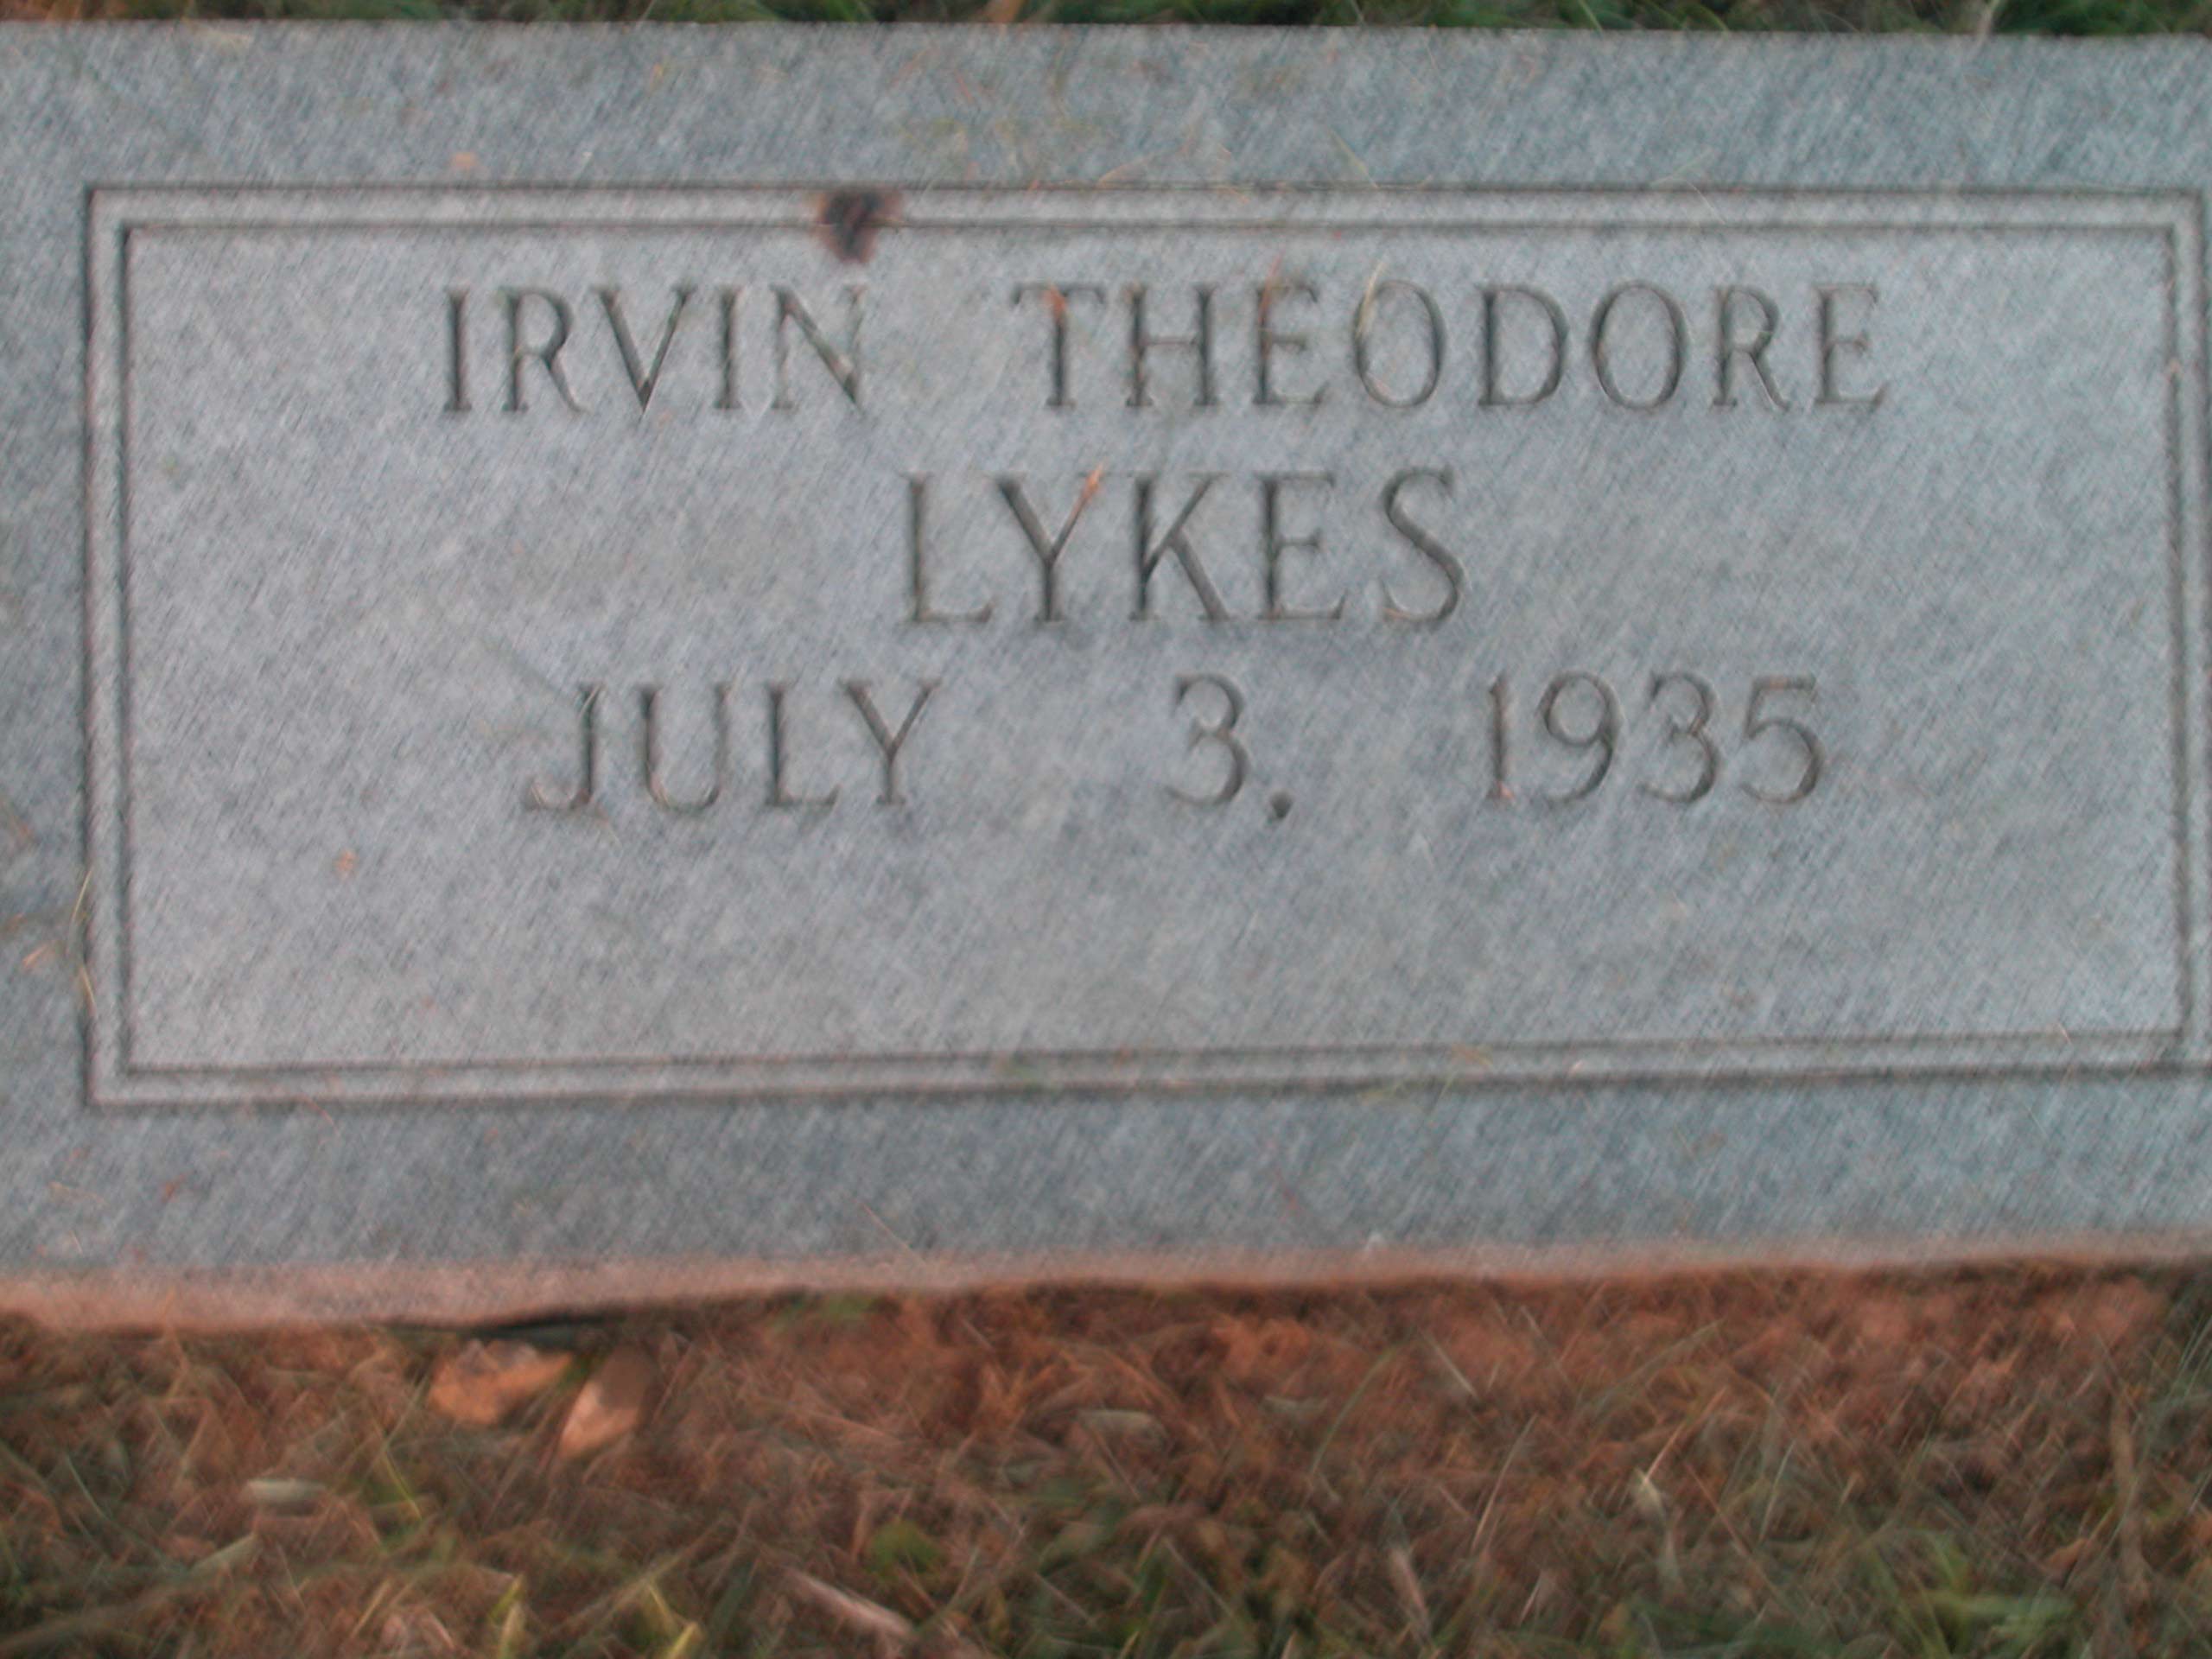 IRVIN THEODORE
LYKES
JULY 3, 1935